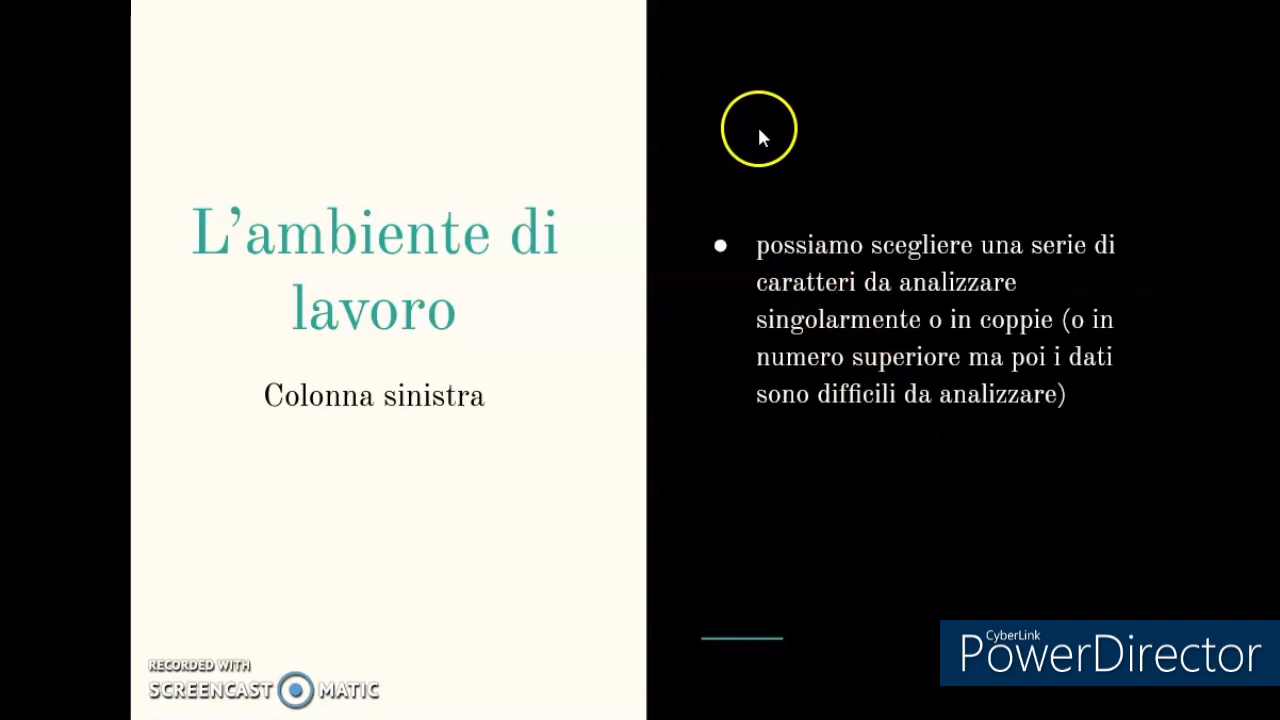 L’ambiente di
lavoro
Colonna sinistra
possiamo scegliere una serie di
caratteri da analizzare
singolarmente o in coppie (o in
numero superiore ma poi i dati
sono difficili da analizzare)
RECORDED WITH
SCREENCAST MATIC
CyberLink
PowerDirector